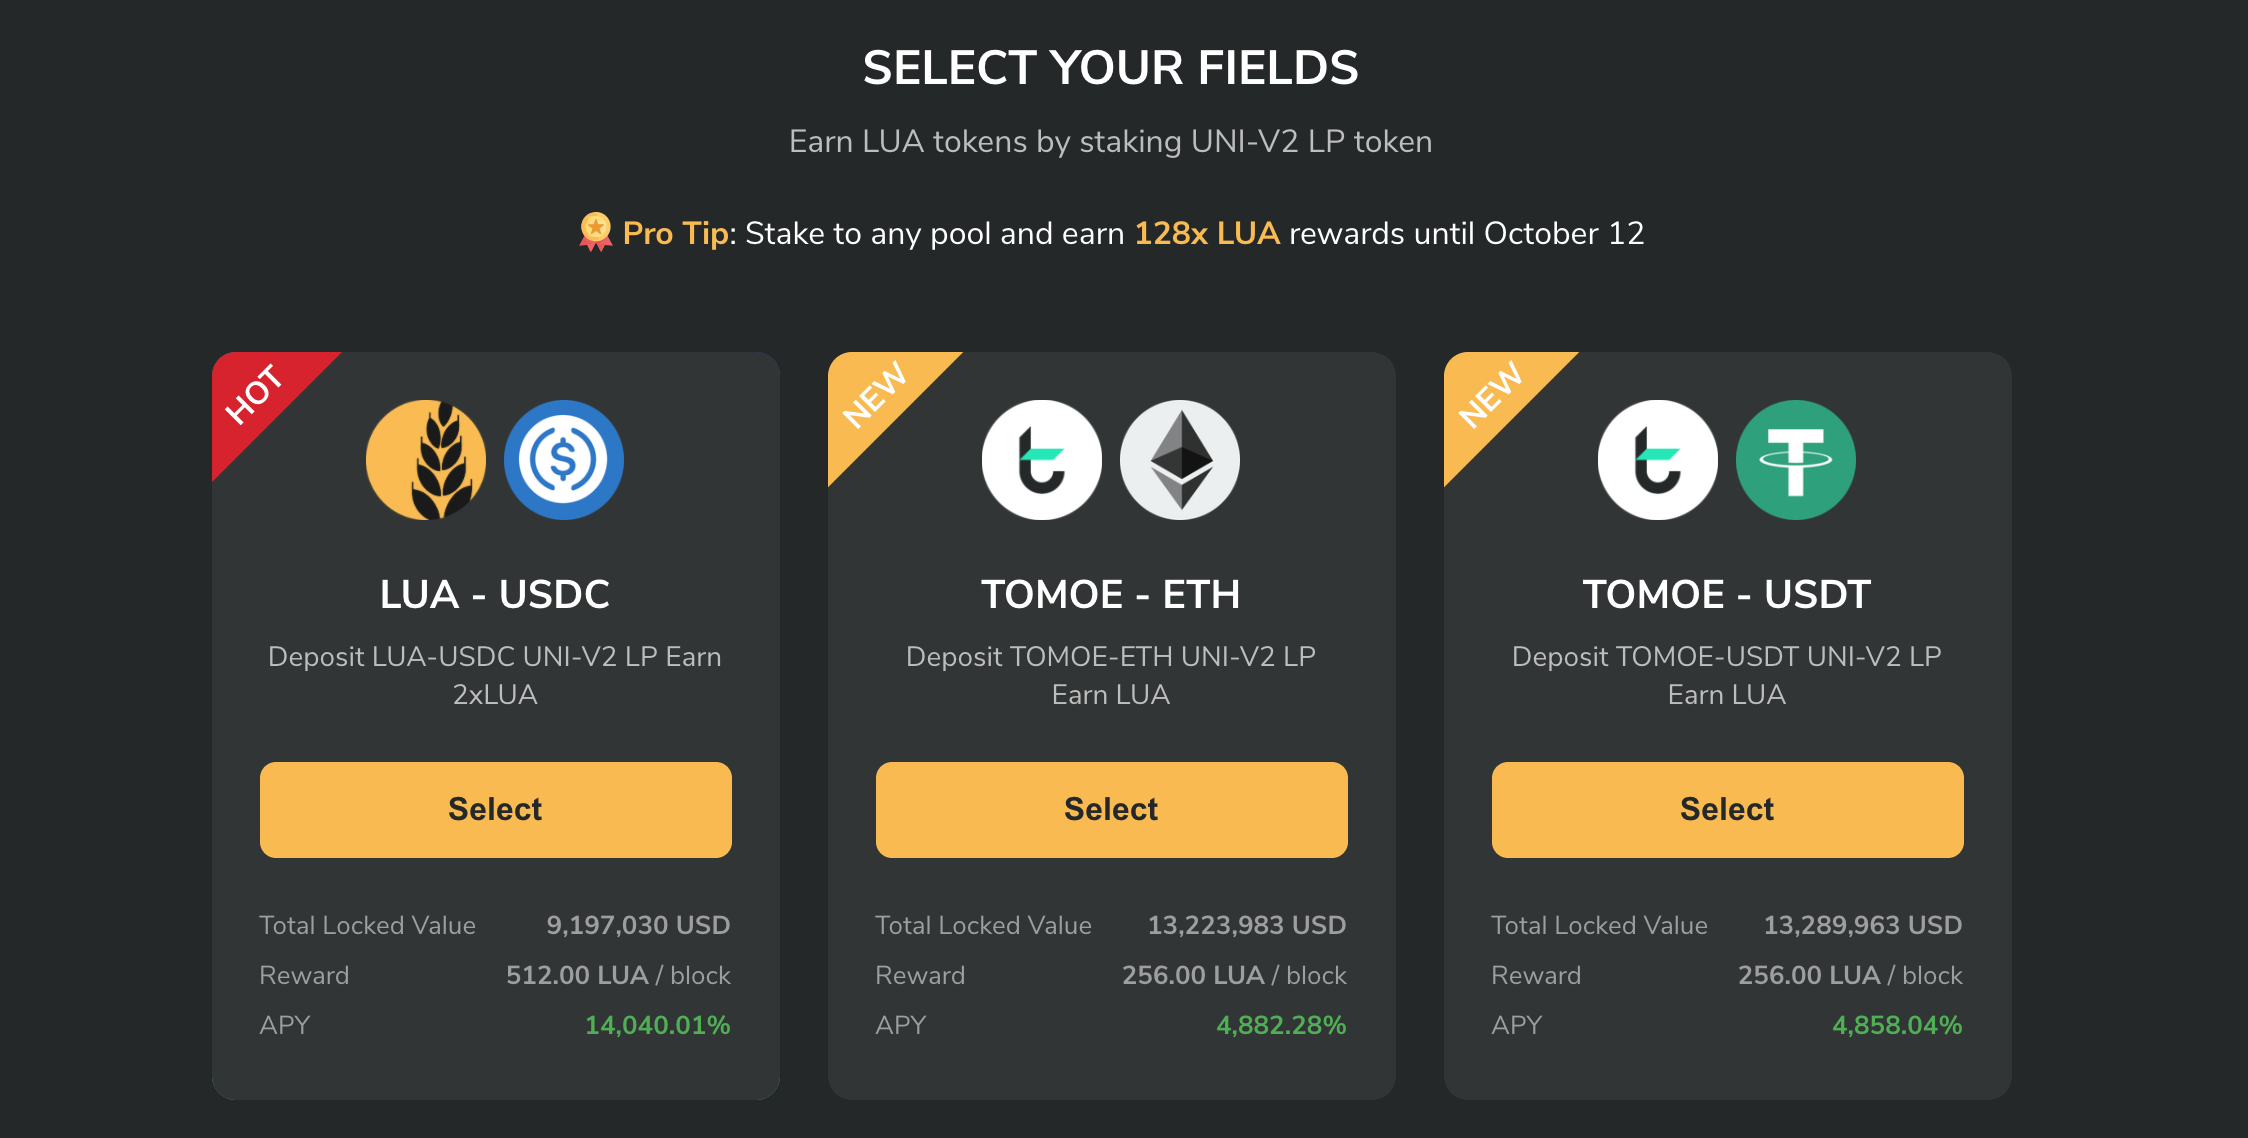 SELECT YOUR FIELDS
Earn LUA tokens by staking UNI-V2 LP token
Pro Tip: Stake to any pool and earn 128x LUA rewards until October 12
HOT
LUA - USDC
Deposit LUA-USDC UNI-V2 LP Earn
2xLUA
Select
Total Locked Value 9,197,030 USD
Reward 512.00 LUA / block
APY 14,040.01%
NEW
TOMOE - ETH
Deposit TOMOE-ETH UNI-V2 LP
Earn LUA
Select
Total Locked Value 13,223,983 USD
Reward 256.00 LUA / block
APY 4,882.28%
NEW
TOMOE - USDT
Deposit TOMOE-USDT UNI-V2 LP
Earn LUA
Select
Total Locked Value 13,289,963 USD
Reward 256.00 LUA / block
APY 4,858.04%